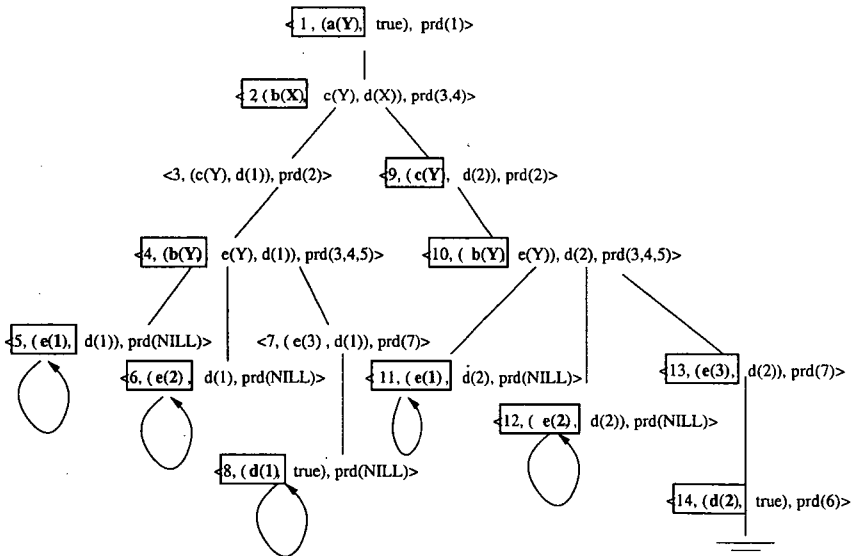 <1, (a(Y), true), prd(1)>
<2 (b(X), c(Y), d(X)), prd(3,4)>
<3, (c(Y), d(1)), prd(2)>
<9, (c(Y), d(2)), prd(2)>
<4, (b(Y) e(Y), d(1)), prd(3,4,5)>
<10, ( b(Y) e(Y)), d(2), prd(3,4,5)>
<5, (e(1), d(1)), prd(NILL)>
<7, ( e(3) , d(1)), prd(7)>
<6, (e(2) , d(1), prd(NILL)>
<11, (e(1), d(2), prd(NILL)>
<13, (e(3), d(2)), prd(7)>
<12, ( e(2), d(2)), prd(NILL)>
<8, (d(1), true), prd(NILL)>
<14, (d(2), true), prd(6)>